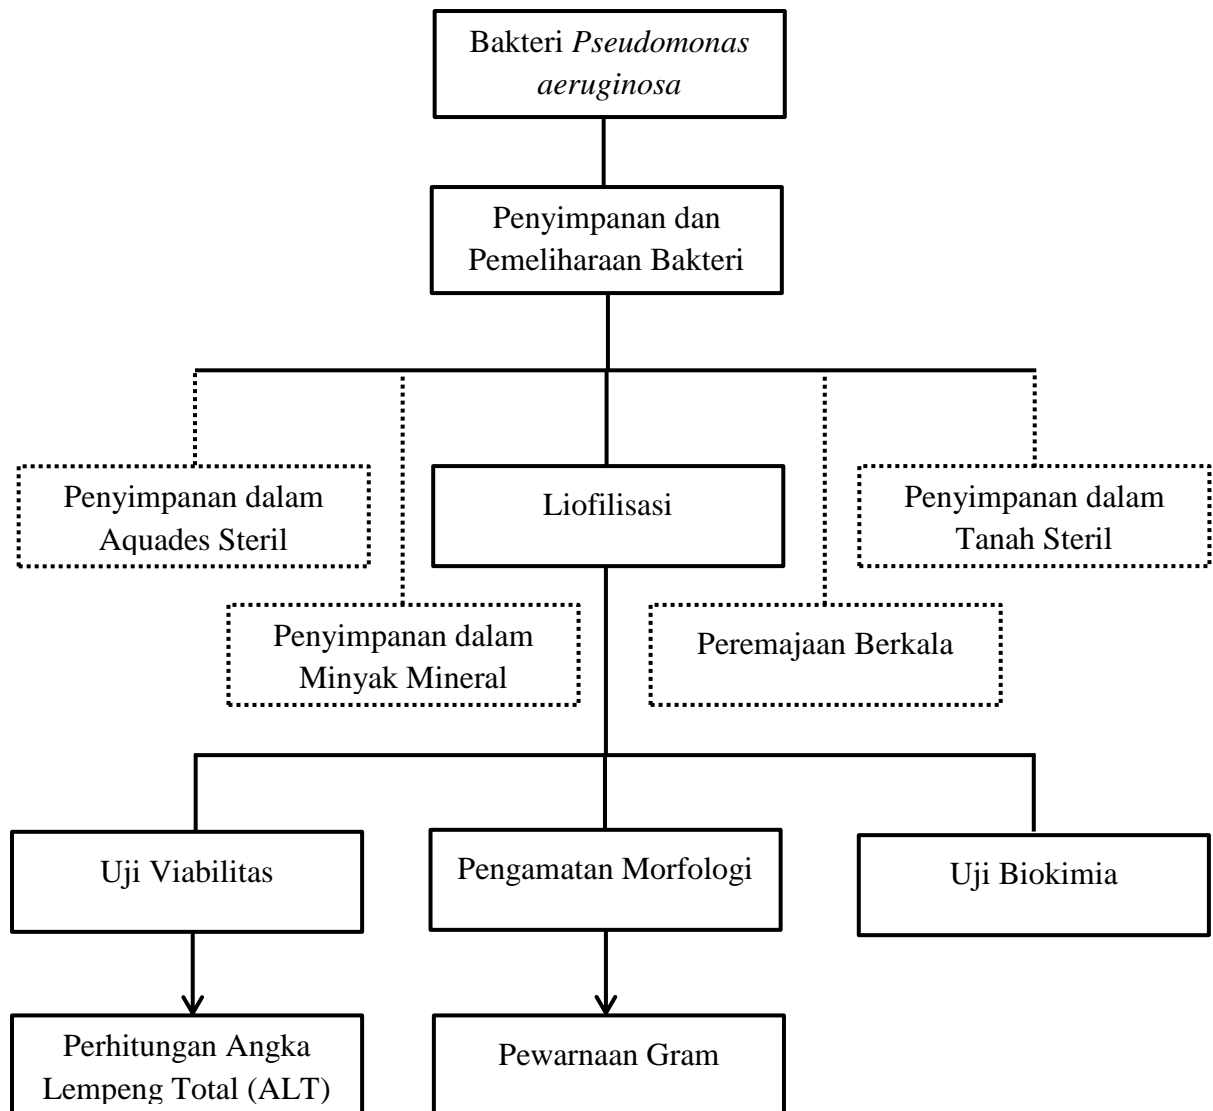 Bakteri Pseudomonas
aeruginosa
Penyimpanan dan
Pemeliharaan Bakteri
Penyimpanan dalam
Aquades Steril
Liofilisasi
Penyimpanan dalam
Tanah Steril
Penyimpanan dalam
Minyak Mineral
Peremajaan Berkala
Uji Viabilitas
Pengamatan Morfologi
Uji Biokimia
Perhitungan Angka
Lempeng Total (ALT)
Pewarnaan Gram